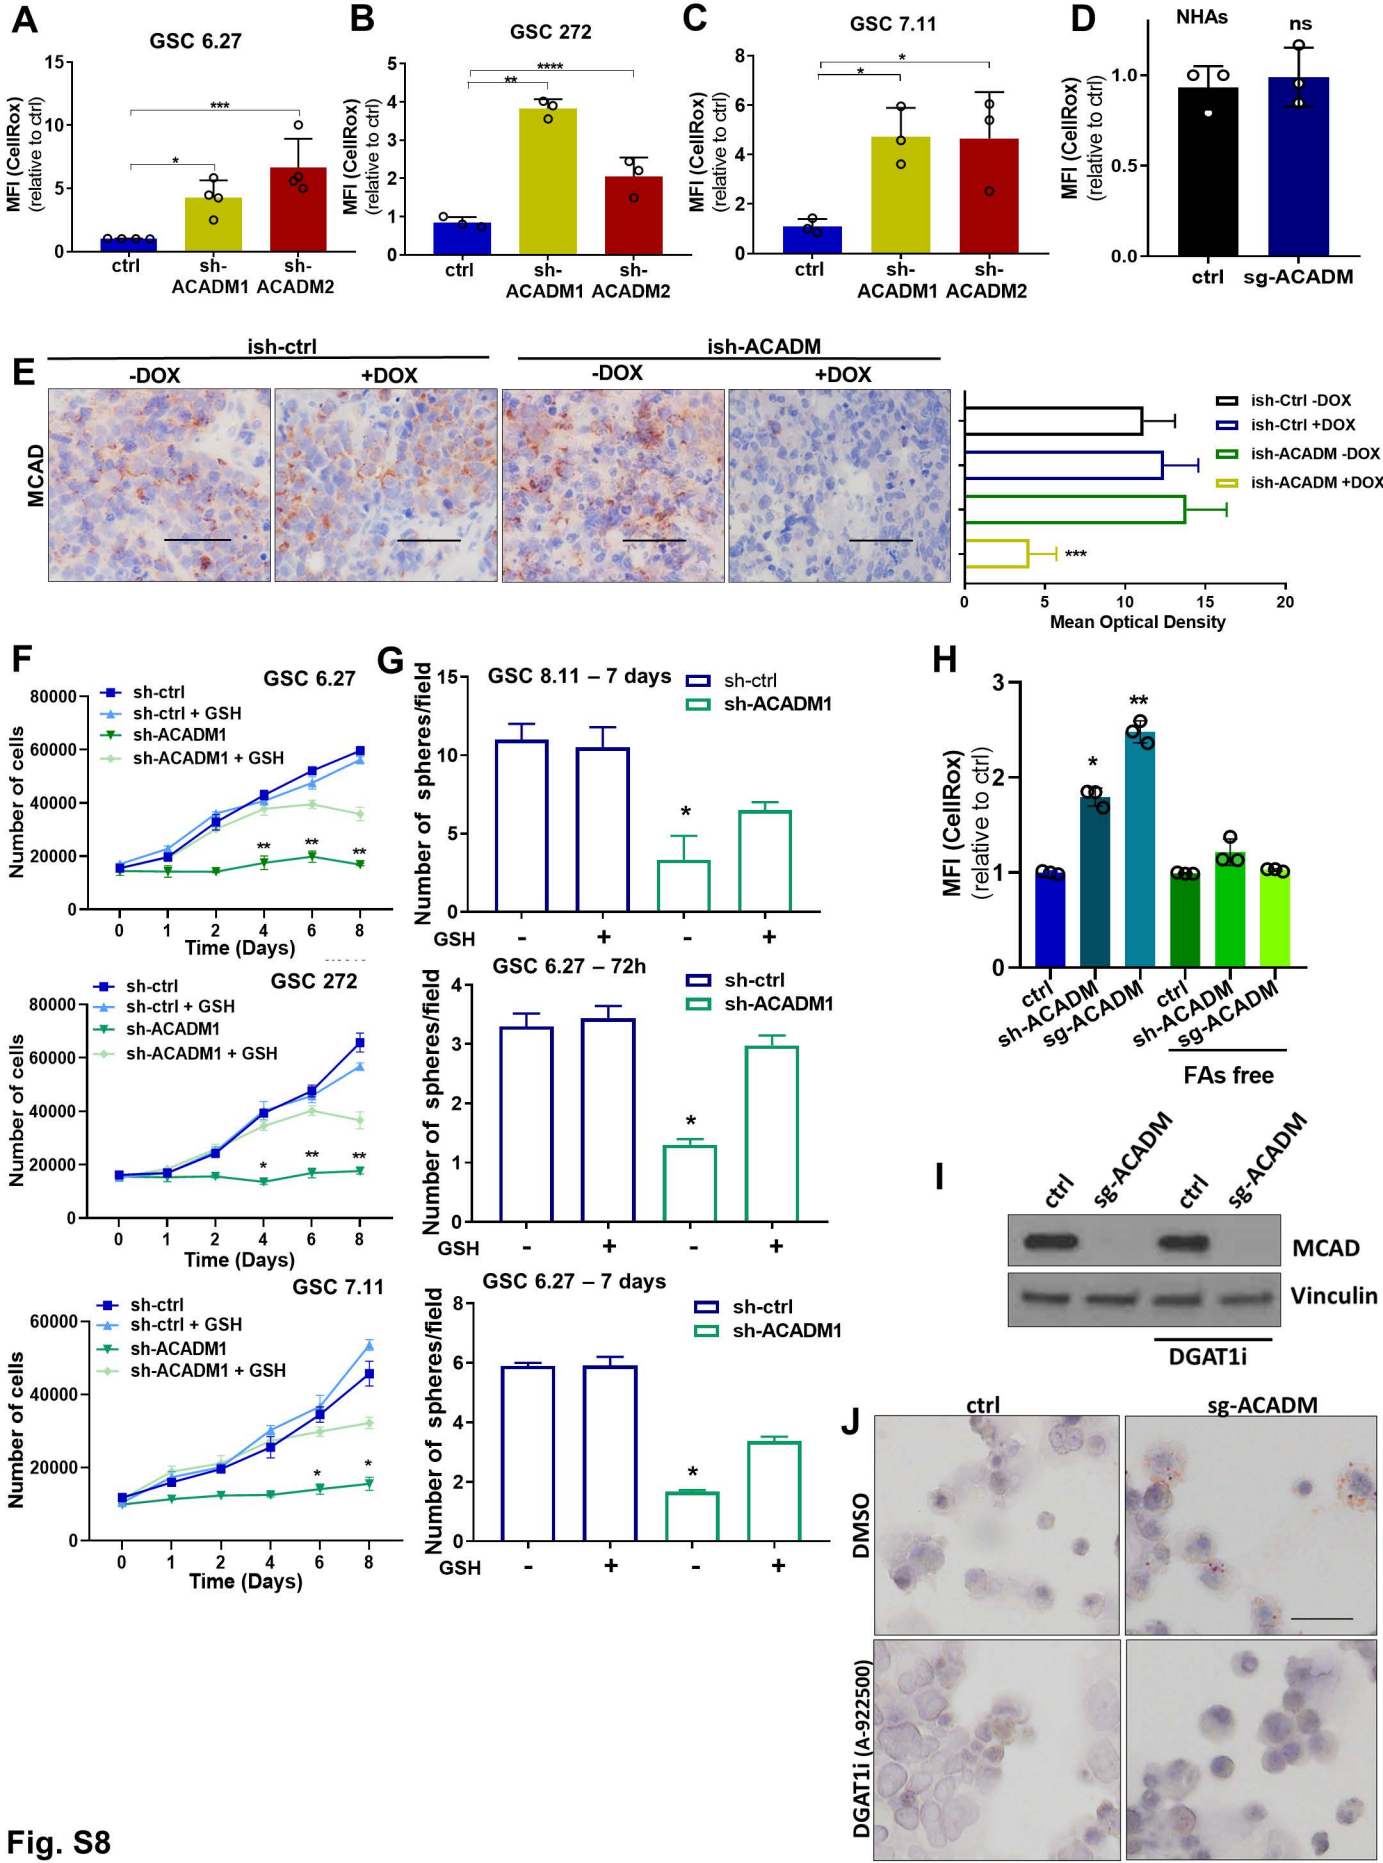 A
GSC 6.27
MFI (CellRox)
(relative to ctrl)
15
10
5
0
*
***
ctrl
sh-
ACADM1
sh-
ACADM2
B
GSC 272
MFI (CellRox)
(relative to ctrl)
5
4
3
2
1
0
**
****
ctrl
sh-
ACADM1
sh-
ACADM2
C
GSC 7.11
MFI (CellRox)
(relative to ctrl)
8
6
4
2
0
*
*
ctrl
sh-
ACADM1
sh-
ACADM2
D
NHAs
ns
MFI (CellRox)
(relative to ctrl)
1.0
0.5
0.0
ctrl
sg-ACADM
E
ish-ctrl
ish-ACADM
-DOX
+DOX
-DOX
+DOX
MCAD
ish-Ctrl -DOX
ish-Ctrl +DOX
ish-ACADM -DOX
ish-ACADM +DOX
***
0 5 10 15 20
Mean Optical Density
F
GSC 6.27
sh-ctrl
sh-ctrl + GSH
sh-ACADM1
sh-ACADM1 + GSH
Number of cells
80000
60000
40000
20000
0
** ** **
0 1 2 4 6 8
Time (Days)
GSC 272
sh-ctrl
sh-ctrl + GSH
sh-ACADM1
sh-ACADM1 + GSH
Number of cells
80000
60000
40000
20000
0
* ** **
0 1 2 4 6 8
Time (Days)
GSC 7.11
sh-ctrl
sh-ctrl + GSH
sh-ACADM1
sh-ACADM1 + GSH
Number of cells
60000
40000
20000
0
* *
0 1 2 4 6 8
Time (Days)
G
GSC 8.11 – 7 days
sh-ctrl
sh-ACADM1
Number of spheres/field
15
10
5
0
*
GSH - + - +
GSC 6.27 – 72h
sh-ctrl
sh-ACADM1
Number of spheres/field
4
3
2
1
0
*
GSH - + - +
GSC 6.27 – 7 days
sh-ctrl
sh-ACADM1
Number of spheres/field
8
6
4
2
0
*
GSH - + - +
H
MFI (CellRox)
(relative to ctrl)
3
2
1
0
*
**
ctrl
sh-ACADM
sg-ACADM
ctrl
sh-ACADM
sg-ACADM
FAs free
I
ctrl
sg-ACADM
ctrl
sg-ACADM
MCAD
Vinculin
DGAT1i
J
ctrl
sg-ACADM
DMSO
DGAT1i (A-922500)
Fig. S8